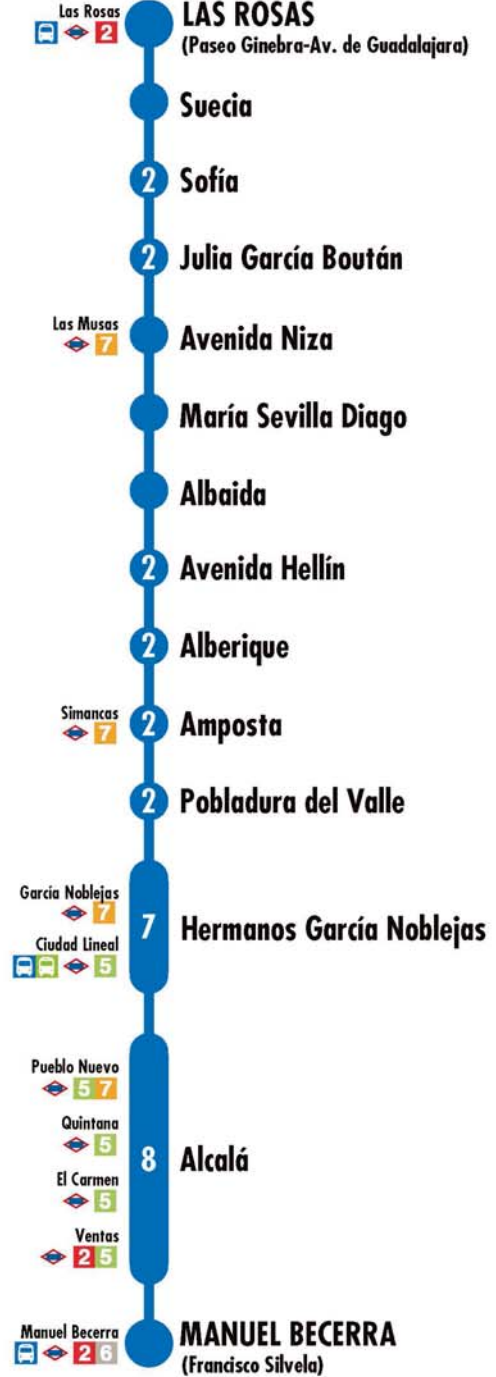 Las Rosas
2
LAS ROSAS
(Paseo Ginebra-Av. de Guadalajara)
Suecia
2 Sofía
2 Julia García Boután
Las Musas
7
Avenida Niza
María Sevilla Diago
Albaida
2 Avenida Hellín
2 Alberique
Simancas
7
2 Amposta
2 Pobladura del Valle
García Noblejas
7
Ciudad Lineal
5
7 Hermanos García Noblejas
Pueblo Nuevo
5 7
Quintana
5
El Carmen
5
Ventas
2 5
8 Alcalá
Manuel Becerra
2 6
MANUEL BECERRA
(Francisco Silvela)